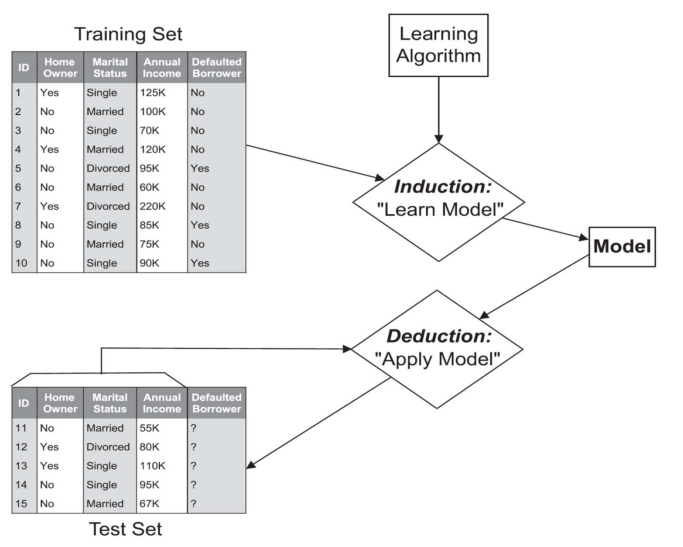 Training Set
ID Home Owner Marital Status Annual Income Defaulted Borrower
1 Yes Single 125K No
2 No Married 100K No
3 No Single 70K No
4 Yes Married 120K No
5 No Divorced 95K Yes
6 No Married 60K No
7 Yes Divorced 220K No
8 No Single 85K Yes
9 No Married 75K No
10 No Single 90K Yes
Learning
Algorithm
Induction:
"Learn Model"
Model
Deduction:
"Apply Model"
ID Home Owner Marital Status Annual Income Defaulted Borrower
11 No Married 55K ?
12 Yes Divorced 80K ?
13 Yes Single 110K ?
14 No Single 95K ?
15 No Married 67K ?
Test Set